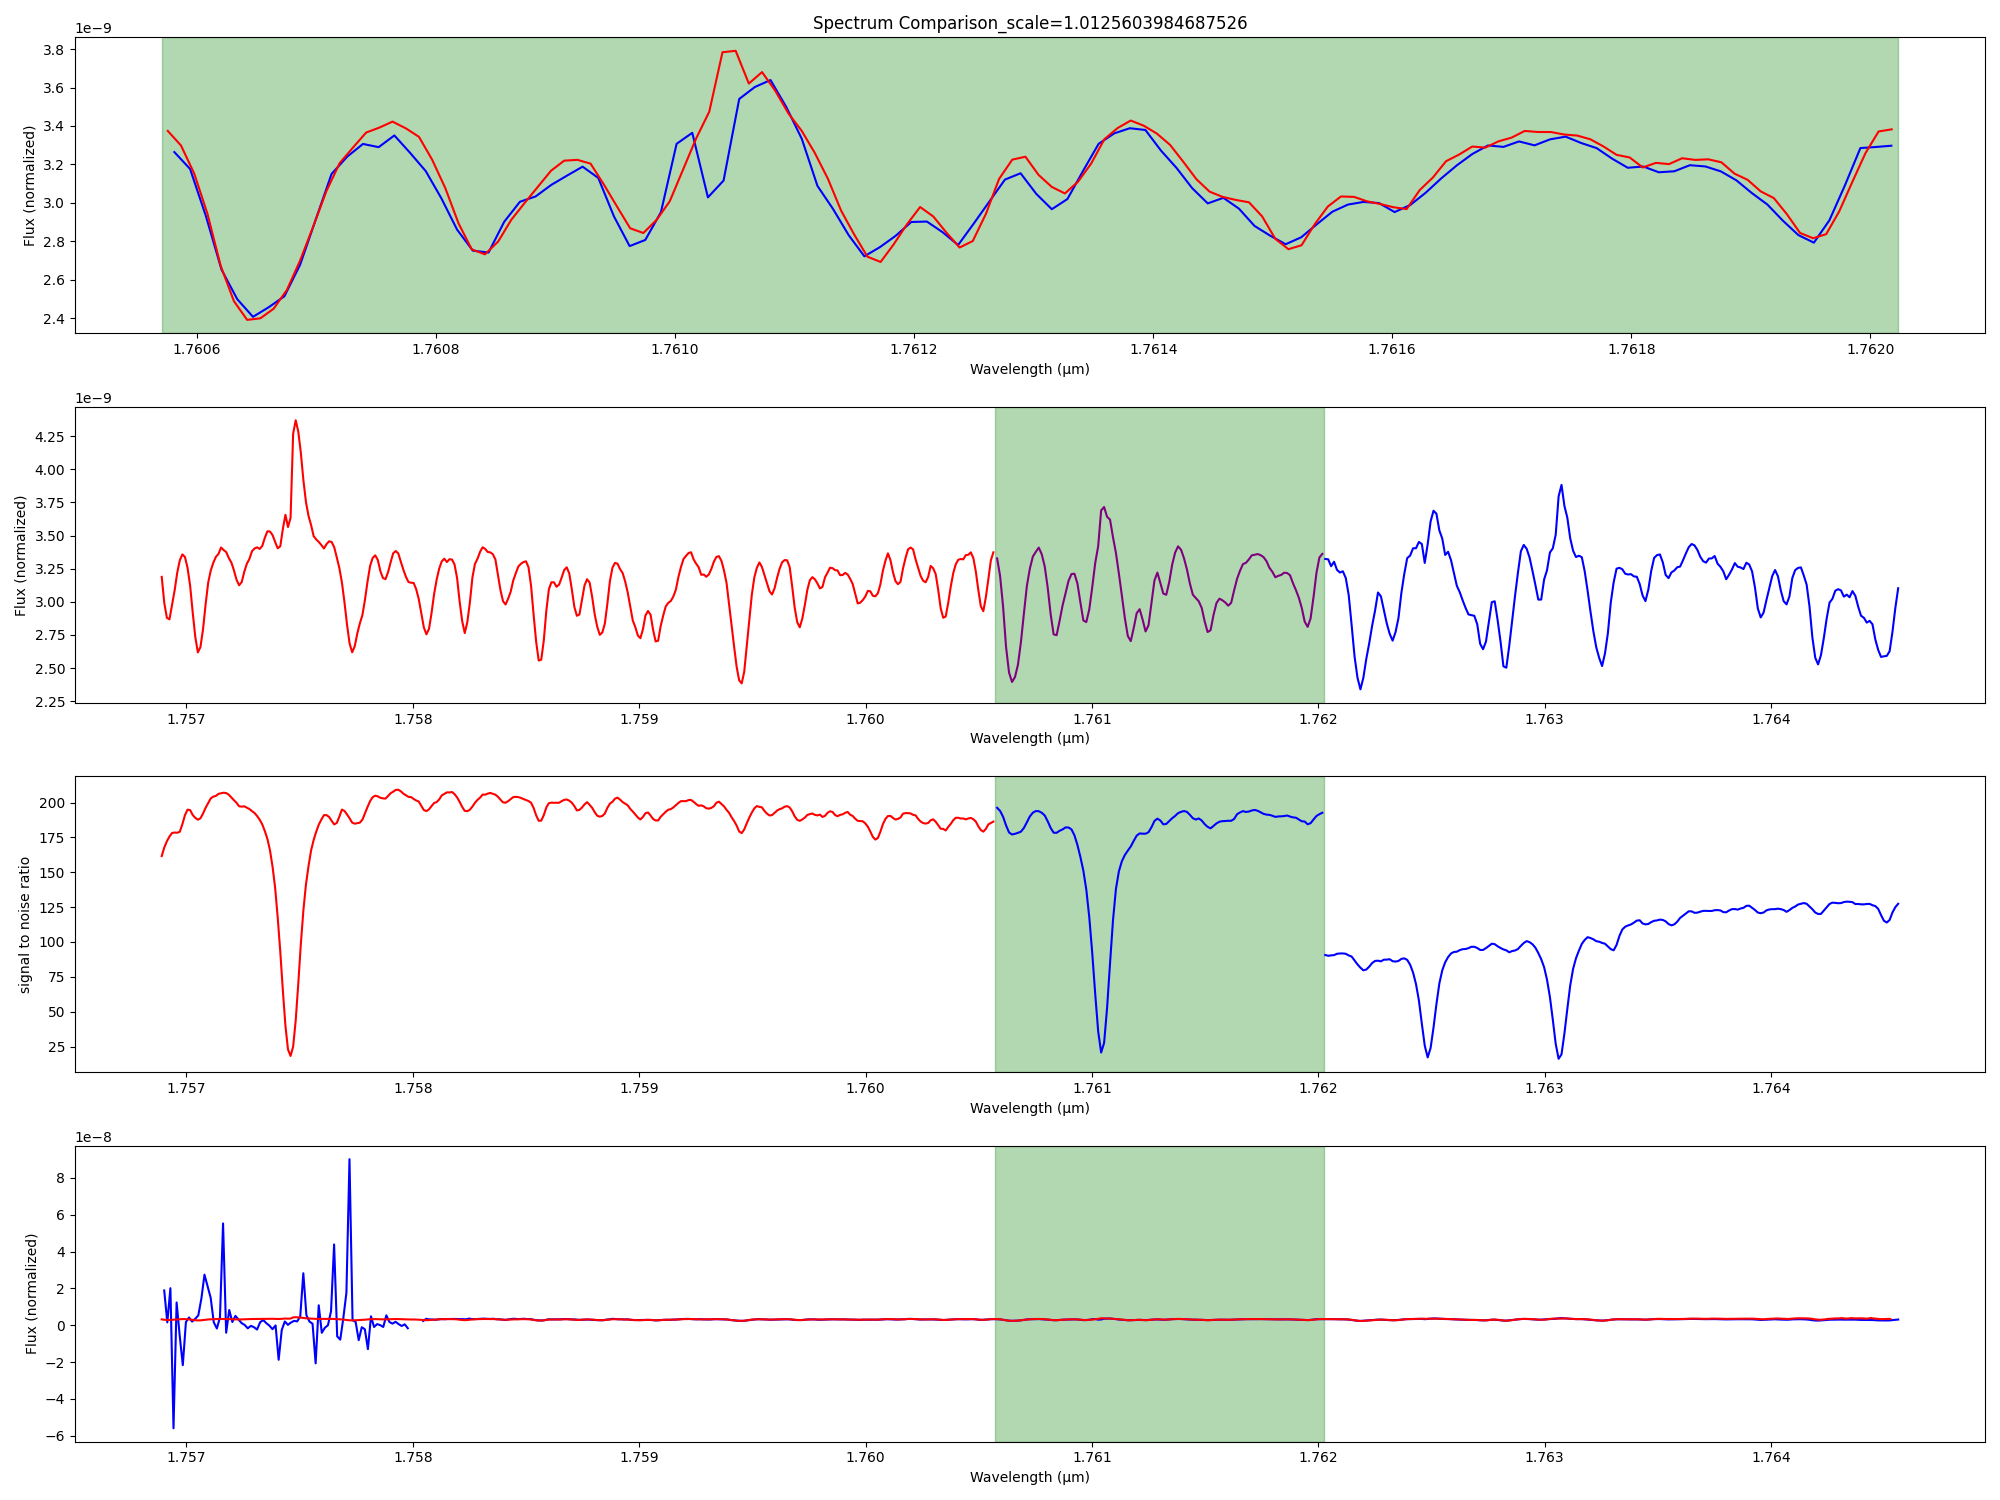 Spectrum Comparison_scale=1.0125603984687526
1e−9
3.8
3.6
3.4
3.2
3.0
2.8
2.6
2.4
Flux (normalized)
1.7606 1.7608 1.7610 1.7612 1.7614 1.7616 1.7618 1.7620
Wavelength (μm)
1e−9
4.25
4.00
3.75
3.50
3.25
3.00
2.75
2.50
2.25
Flux (normalized)
1.757 1.758 1.759 1.760 1.761 1.762 1.763 1.764
Wavelength (μm)
200
175
150
125
100
75
50
25
signal to noise ratio
1.757 1.758 1.759 1.760 1.761 1.762 1.763 1.764
Wavelength (μm)
1e−8
8
6
4
2
0
−2
−4
−6
Flux (normalized)
1.757 1.758 1.759 1.760 1.761 1.762 1.763 1.764
Wavelength (μm)